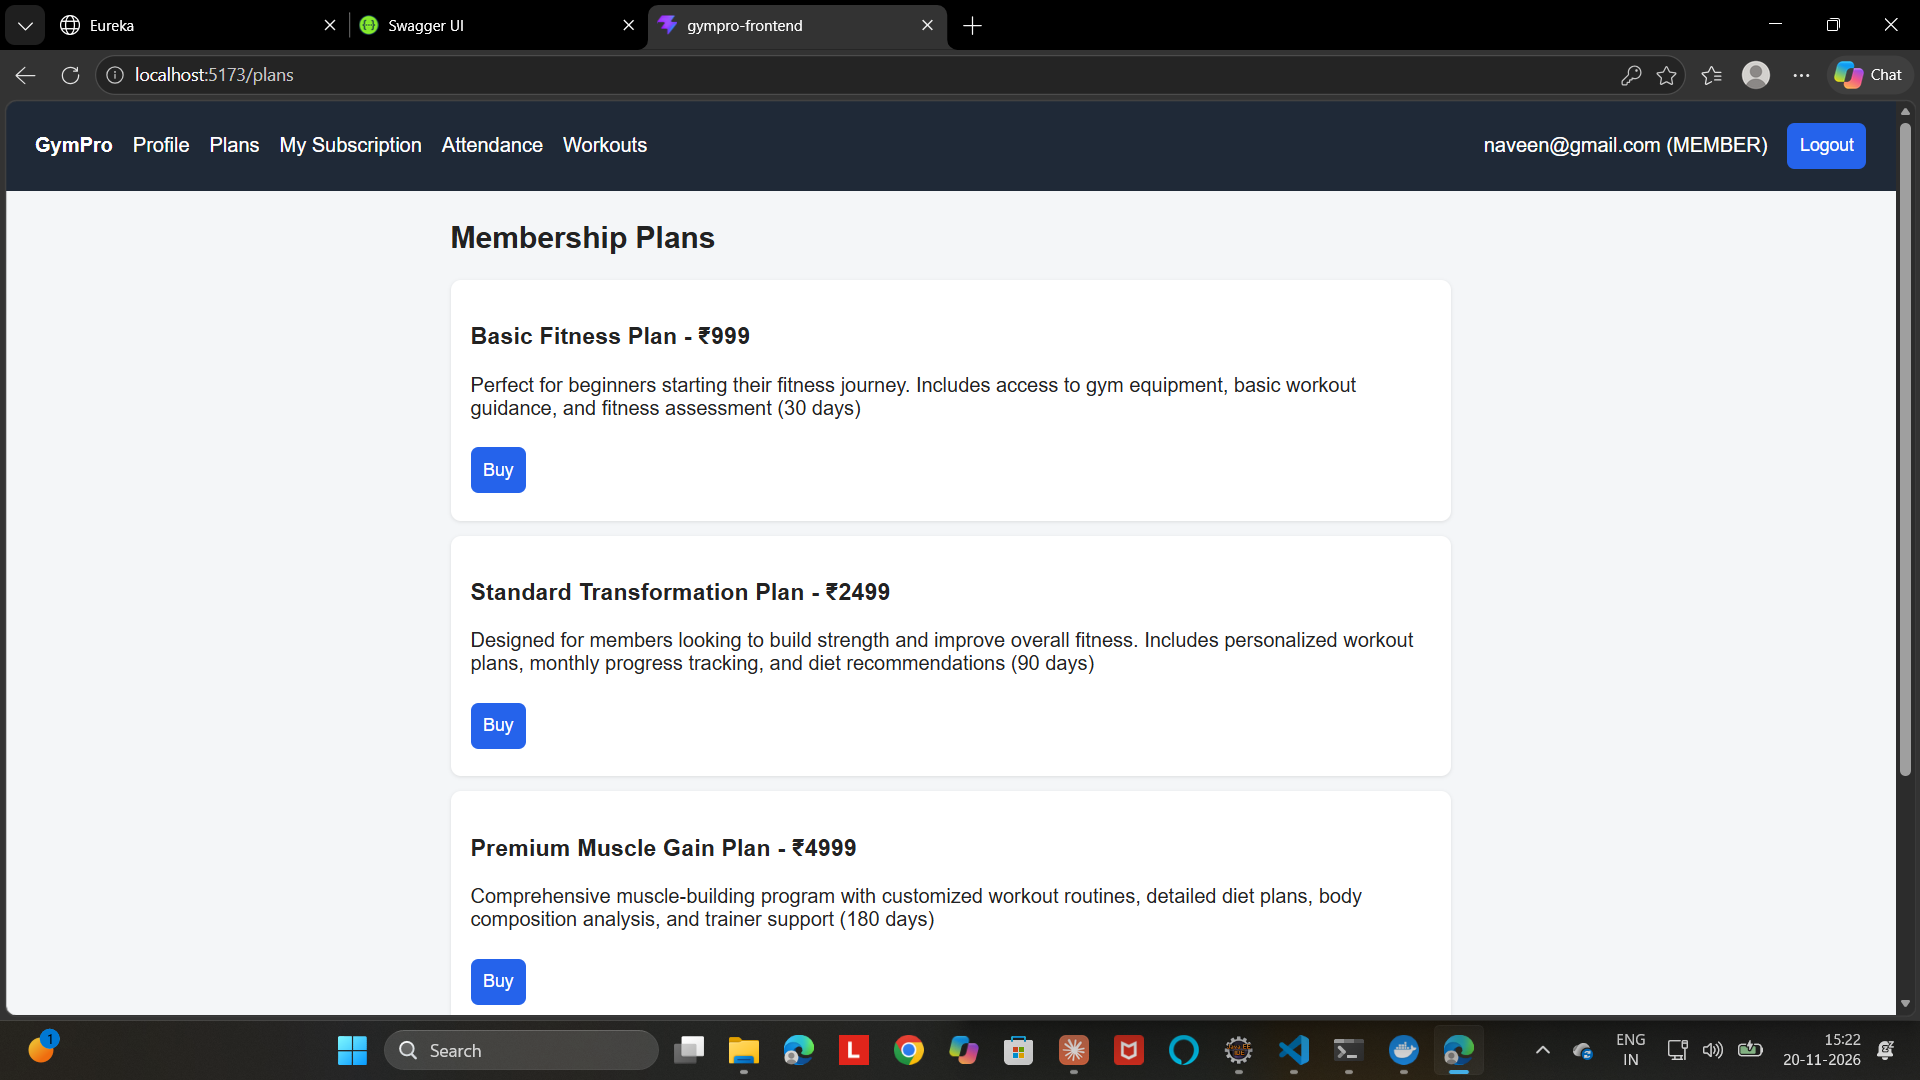 Eureka
Swagger UI
gympro-frontend
localhost:5173/plans
Chat
GymPro Profile Plans My Subscription Attendance Workouts
naveen@gmail.com (MEMBER) Logout
Membership Plans
Basic Fitness Plan - ₹999
Perfect for beginners starting their fitness journey. Includes access to gym equipment, basic workout
guidance, and fitness assessment (30 days)
Buy
Standard Transformation Plan - ₹2499
Designed for members looking to build strength and improve overall fitness. Includes personalized workout
plans, monthly progress tracking, and diet recommendations (90 days)
Buy
Premium Muscle Gain Plan - ₹4999
Comprehensive muscle-building program with customized workout routines, detailed diet plans, body
composition analysis, and trainer support (180 days)
Buy
1
Search
L
ENG
IN
15:22
20-11-2026